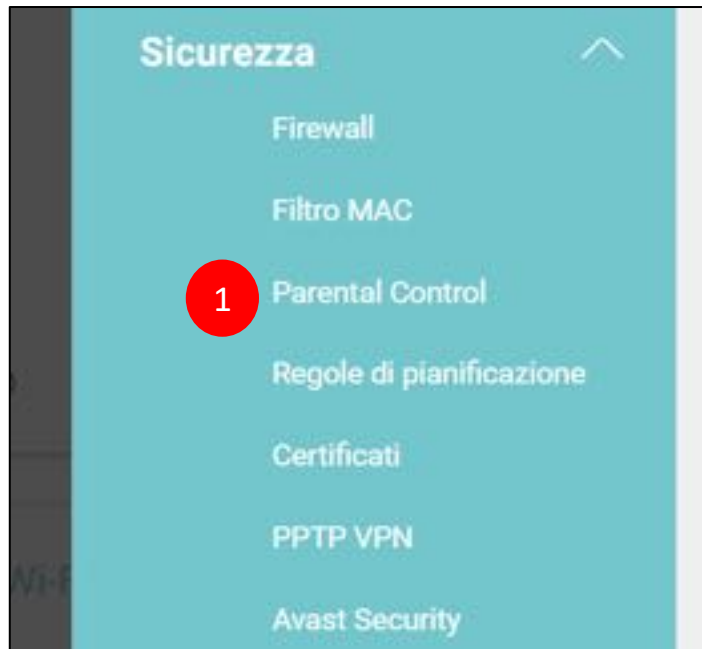 Sicurezza
Firewall
Filtro MAC
1 Parental Control
Regole di pianificazione
Certificati
PPTP VPN
Avast Security